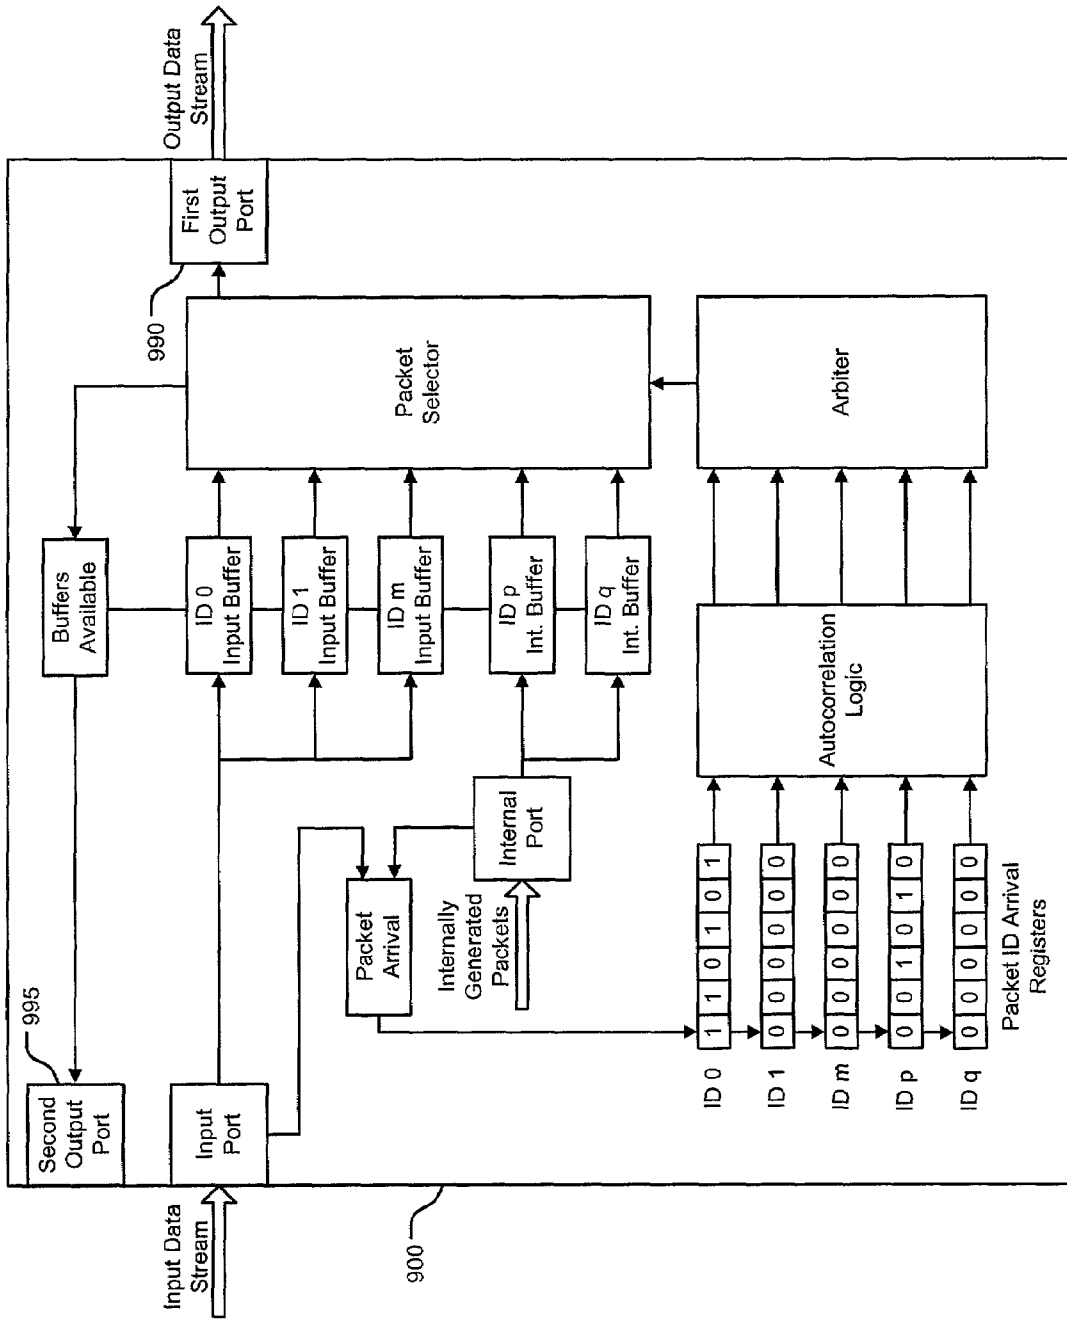 Input Data
Stream
900
Second
Output
Port
995
Input
Port
Buffers
Available
Packet
Arrival
Internally
Generated
Packets
Internal
Port
ID 0
Input Buffer
ID 1
Input Buffer
ID m
Input Buffer
ID p
Int. Buffer
ID q
Int. Buffer
Packet
Selector
990
First
Output
Port
Output Data
Stream
ID 0 1 1 0 1 0 1
ID 1 0 0 0 0 0 0
ID m 0 0 0 0 0 0
ID p 0 0 1 0 1 0
ID q 0 0 0 0 0 0
Packet ID Arrival
Registers
Autocorrelation
Logic
Arbiter